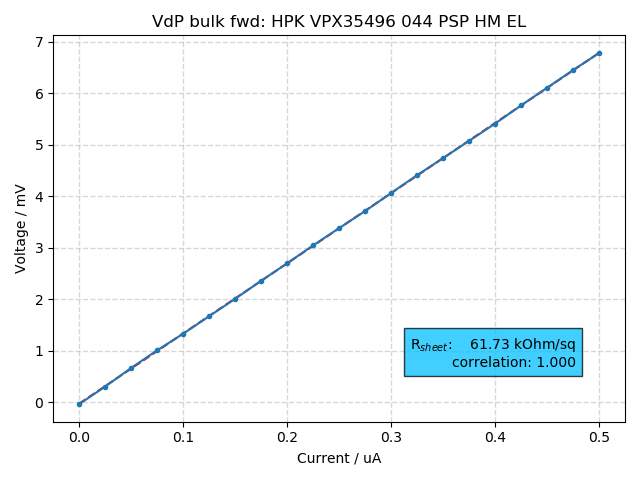 VdP bulk fwd: HPK VPX35496 044 PSP HM EL
7
6
5
4
3
2
1
0
Voltage / mV
R_sheet: 61.73 kOhm/sq
correlation: 1.000
0.0 0.1 0.2 0.3 0.4 0.5
Current / uA